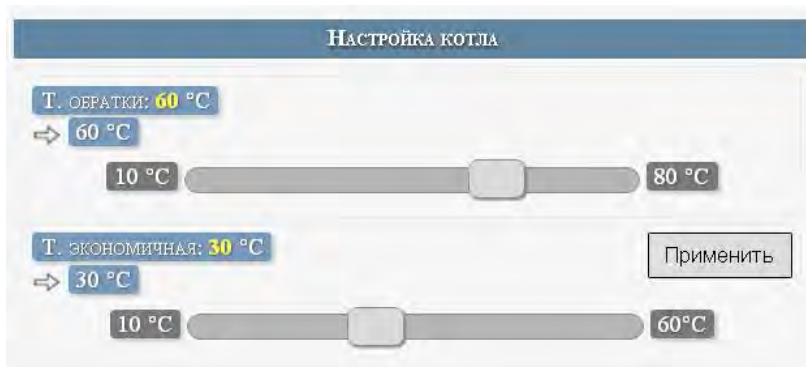 Настройка котла
Т. обратки: 60 °C
⇨ 60 °C
10 °C 80 °C
Т. экономичная: 30 °C
Применить
⇨ 30 °C
10 °C 60°C